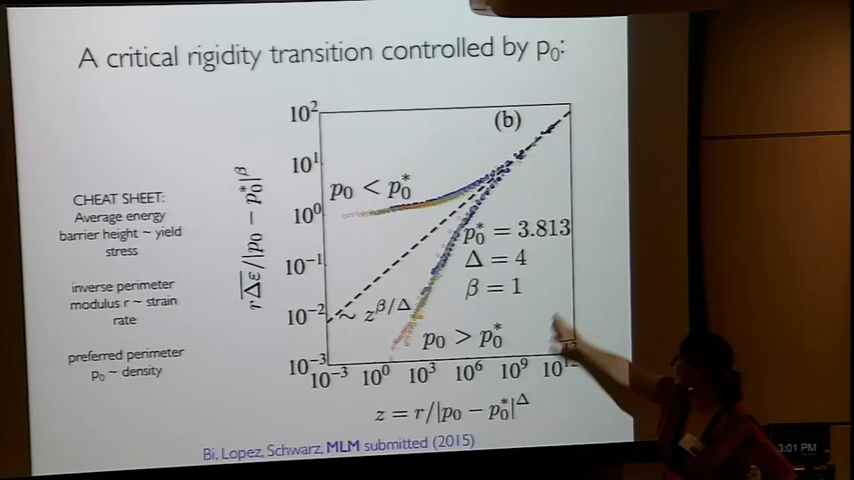 A critical rigidity transition controlled by p₀:
CHEAT SHEET:
Average energy
barrier height ~ yield
stress
inverse perimeter
modulus r ~ strain
rate
preferred perimeter
p₀ ~ density
r\overline{Δε}/|p₀ − p₀*|^β
10²
10¹
10⁰
10⁻¹
10⁻²
10⁻³
(b)
p₀ < p₀*
p₀* = 3.813
Δ = 4
β = 1
~ z^{β/Δ}
p₀ > p₀*
10⁻³ 10⁰ 10³ 10⁶ 10⁹ 10¹²
z = r/|p₀ − p₀*|^Δ
Bi, Lopez, Schwarz, MLM submitted (2015)
3:01 PM